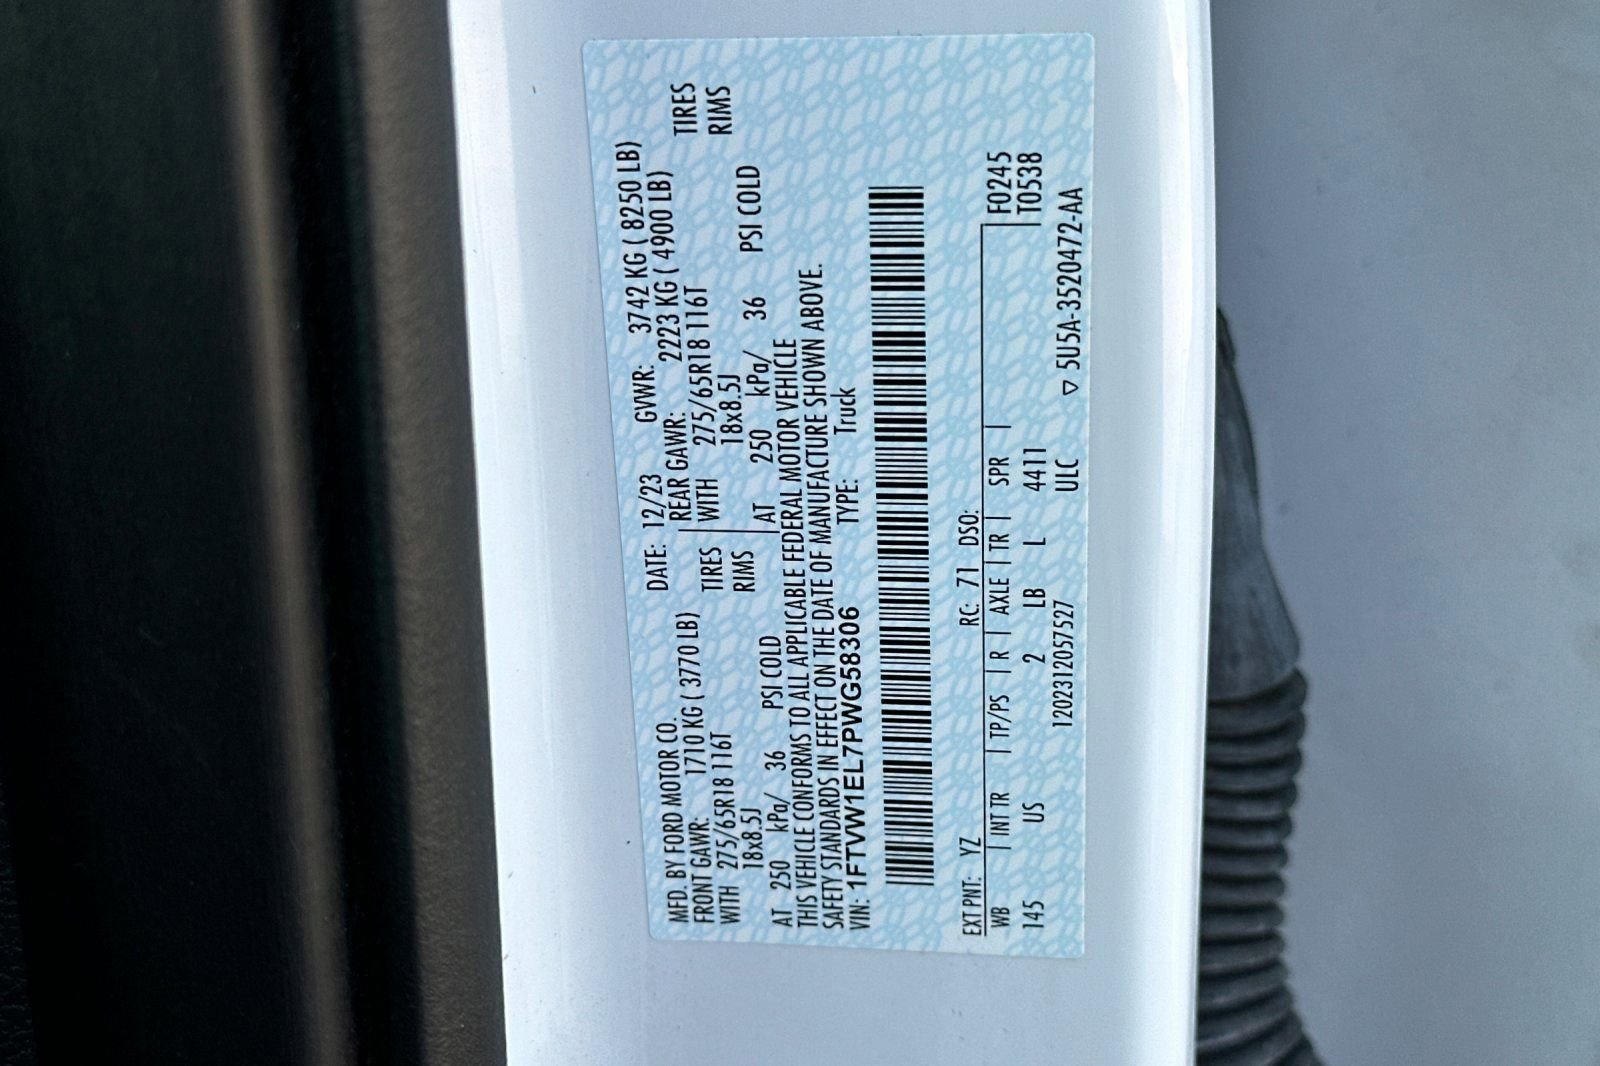 MFD. BY FORD MOTOR CO. DATE: 12/23 GVWR: 3742 KG ( 8250 LB)
FRONT GAWR: 1710 KG ( 3770 LB) REAR GAWR: 2223 KG ( 4900 LB)
WITH 275/65R18 116T TIRES WITH 275/65R18 116T TIRES
18x8.5J RIMS 18x8.5J RIMS
AT 250 kPa/ 36 PSI COLD AT 250 kPa/ 36 PSI COLD
THIS VEHICLE CONFORMS TO ALL APPLICABLE FEDERAL MOTOR VEHICLE
SAFETY STANDARDS IN EFFECT ON THE DATE OF MANUFACTURE SHOWN ABOVE.
VIN: 1FTVW1EL7PWG58306 TYPE: Truck
EXT PNT: YZ RC: 71 DSO:
WB | INT TR | TP/PS | R | AXLE | TR | SPR | F0245
145 US 2 LB L 4411 T0538
1202312057527 ULC ▽ 5U5A-3520472-AA